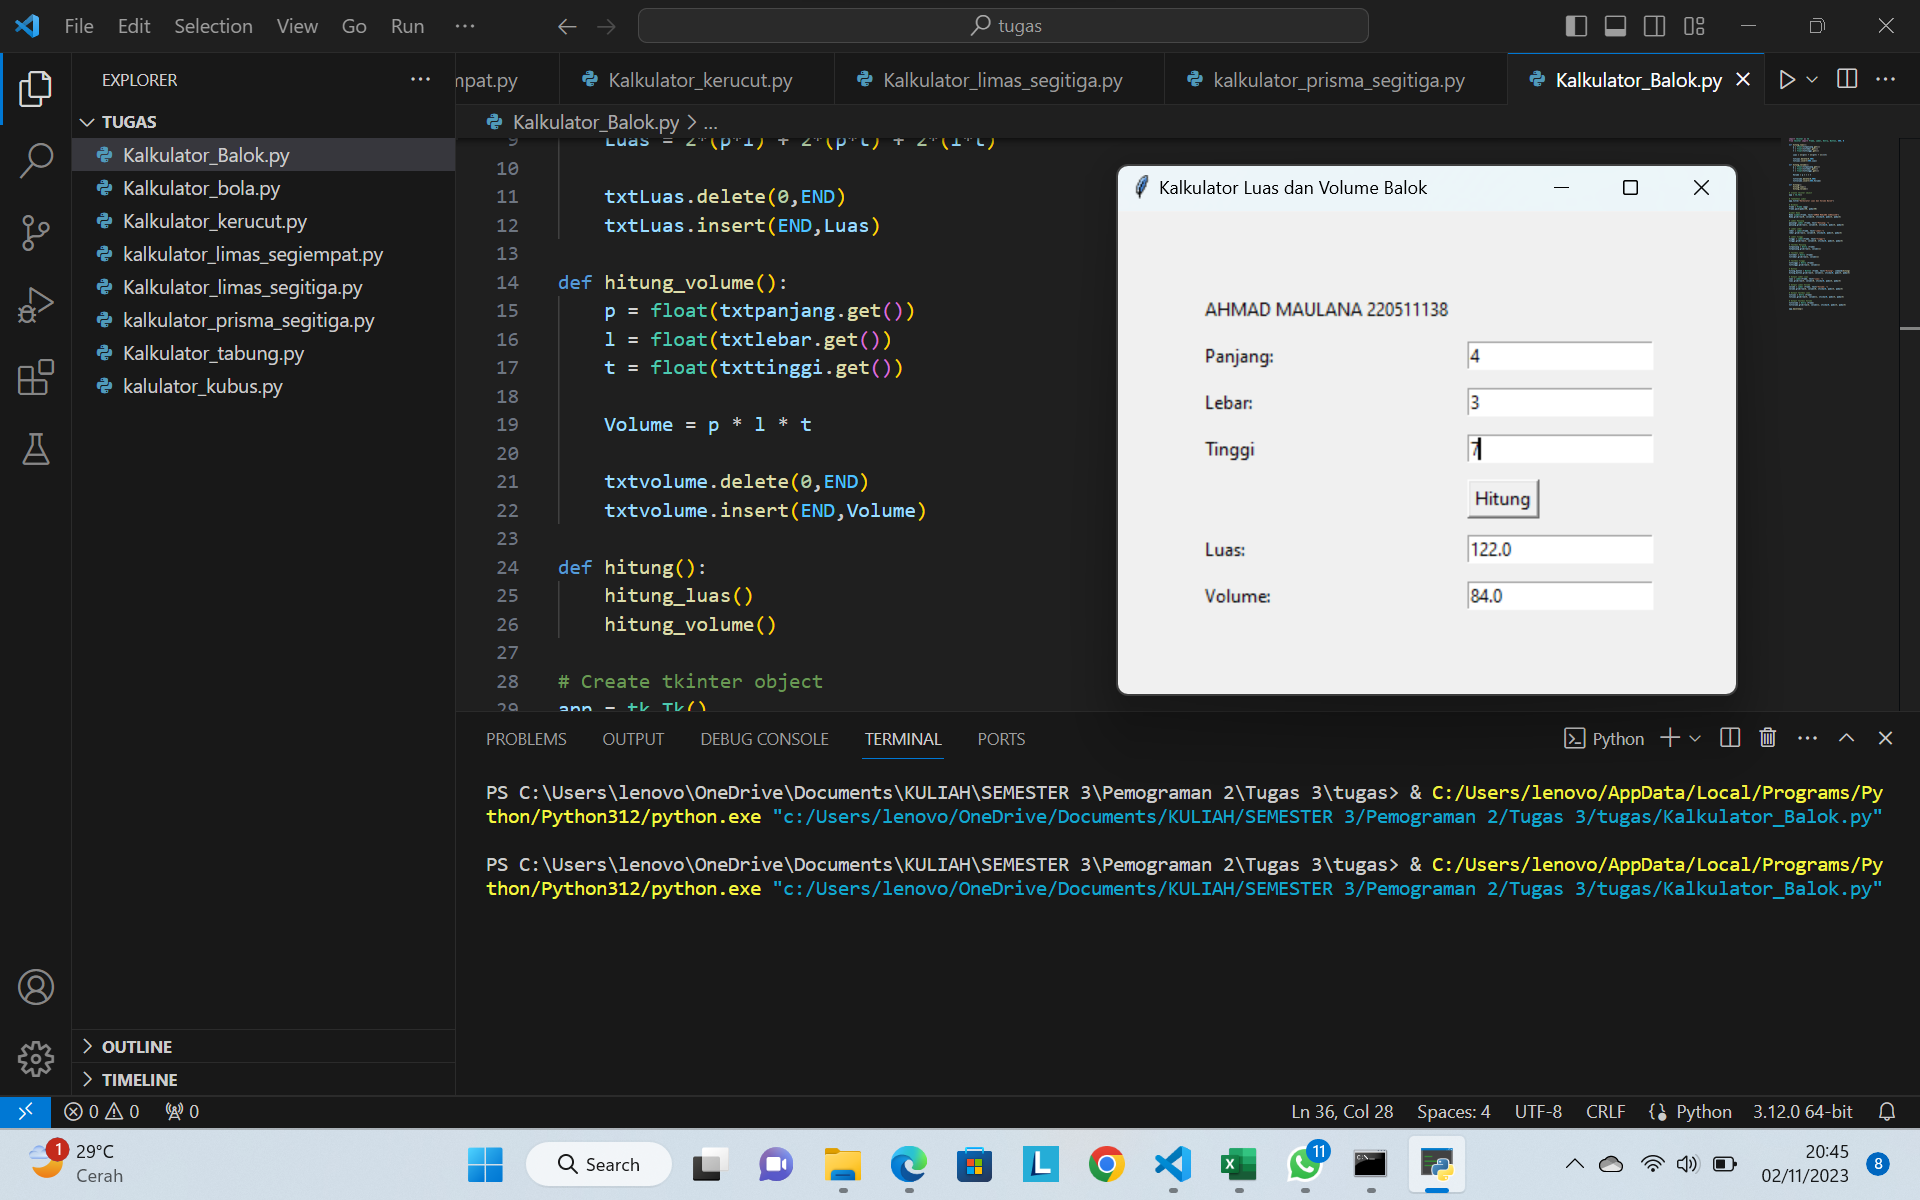 File Edit Selection View Go Run ···
tugas
EXPLORER
mpat.py
Kalkulator_kerucut.py
Kalkulator_limas_segitiga.py
kalkulator_prisma_segitiga.py
Kalkulator_Balok.py
TUGAS
Kalkulator_Balok.py
Kalkulator_bola.py
Kalkulator_kerucut.py
kalkulator_limas_segiempat.py
Kalkulator_limas_segitiga.py
kalkulator_prisma_segitiga.py
Kalkulator_tabung.py
kalulator_kubus.py
OUTLINE
TIMELINE
Kalkulator_Balok.py > ...
9 Luas = 2*(p*l) + 2*(p*t) + 2*(l*t)
10
11 txtLuas.delete(0,END)
12 txtLuas.insert(END,Luas)
13
14 def hitung_volume():
15 p = float(txtpanjang.get())
16 l = float(txtlebar.get())
17 t = float(txttinggi.get())
18
19 Volume = p * l * t
20
21 txtvolume.delete(0,END)
22 txtvolume.insert(END,Volume)
23
24 def hitung():
25 hitung_luas()
26 hitung_volume()
27
28 # Create tkinter object
29 app = tk.Tk()
Kalkulator Luas dan Volume Balok
AHMAD MAULANA 220511138
Panjang: 4
Lebar: 3
Tinggi 7
Hitung
Luas: 122.0
Volume: 84.0
PROBLEMS OUTPUT DEBUG CONSOLE TERMINAL PORTS
Python
PS C:\Users\lenovo\OneDrive\Documents\KULIAH\SEMESTER 3\Pemograman 2\Tugas 3\tugas> & C:/Users/lenovo/AppData/Local/Programs/Py
thon/Python312/python.exe "c:/Users/lenovo/OneDrive/Documents/KULIAH/SEMESTER 3/Pemograman 2/Tugas 3/tugas/Kalkulator_Balok.py"
PS C:\Users\lenovo\OneDrive\Documents\KULIAH\SEMESTER 3\Pemograman 2\Tugas 3\tugas> & C:/Users/lenovo/AppData/Local/Programs/Py
thon/Python312/python.exe "c:/Users/lenovo/OneDrive/Documents/KULIAH/SEMESTER 3/Pemograman 2/Tugas 3/tugas/Kalkulator_Balok.py"
0 0 0
Ln 36, Col 28 Spaces: 4 UTF-8 CRLF Python 3.12.0 64-bit
1
29°C
Cerah
Search
L
11
20:45
02/11/2023
8